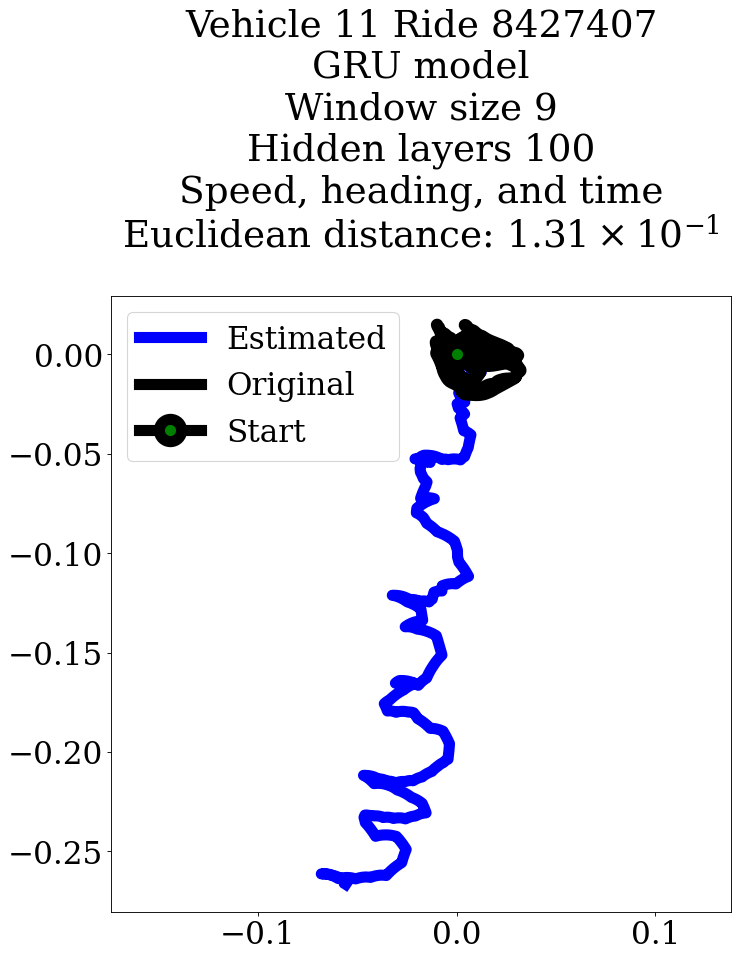 Vehicle 11 Ride 8427407
GRU model
Window size 9
Hidden layers 100
Speed, heading, and time
Euclidean distance: 1.31 × 10⁻¹
Estimated
Original
Start
0.00
−0.05
−0.10
−0.15
−0.20
−0.25
−0.1 0.0 0.1